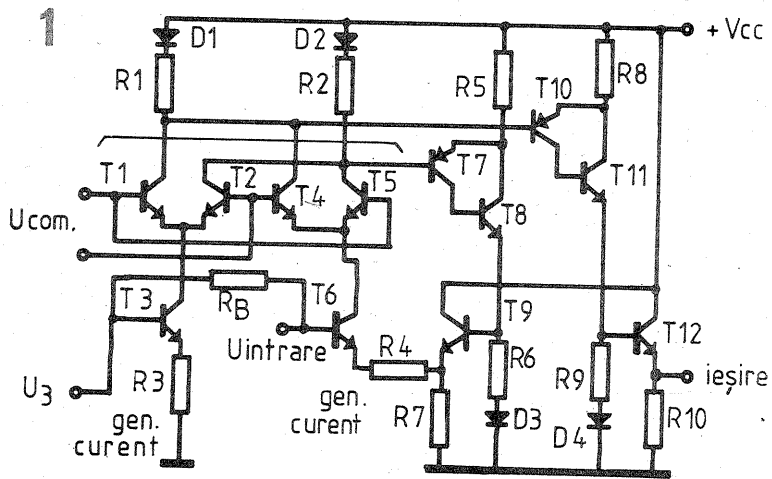 1
D1
D2
+ Vcc
R1
R2
R5
T10
R8
T1
T2
T4
T5
T7
T11
Ucom.
T8
T3
RB
T6
T9
T12
Uintrare
R4
R6
R9
ieşire
U3
R3
gen.
curent
gen.
curent
R7
D3
D4
R10